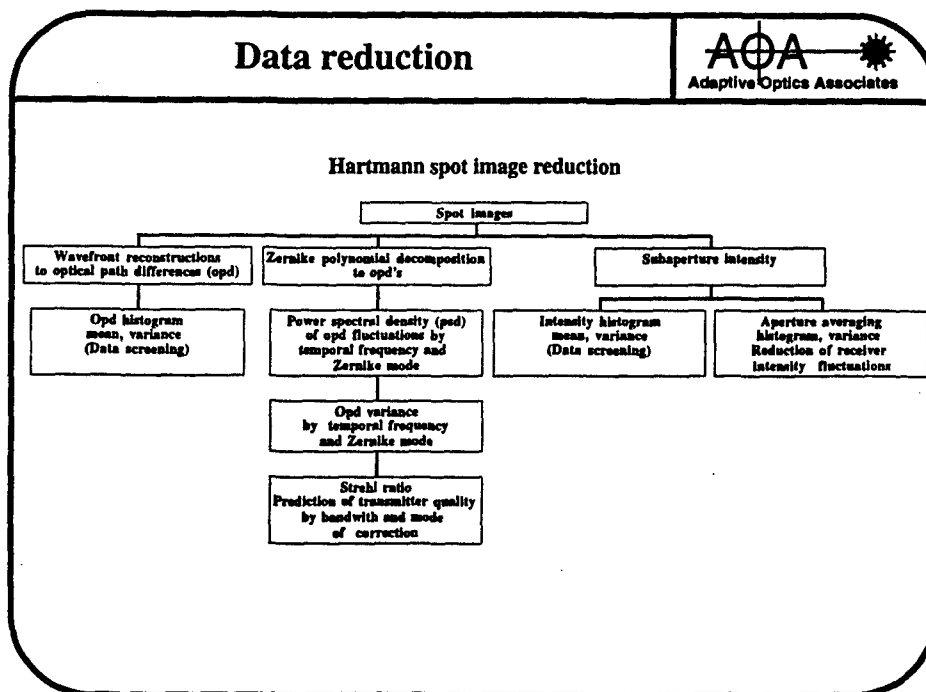 Data reduction
AOA
Adaptive Optics Associates
Hartmann spot image reduction
Spot images
Wavefront reconstructions
to optical path differences (opd)
Zernike polynomial decomposition
to opd's
Subaperture intensity
Opd histogram
mean, variance
(Data screening)
Power spectral density (psd)
of opd fluctuations by
temporal frequency and
Zernike mode
Intensity histogram
mean, variance
(Data screening)
Aperture averaging
histogram, variance
Reduction of receiver
intensity fluctuations
Opd variance
by temporal frequency
and Zernike mode
Strehl ratio
Prediction of transmitter quality
by bandwith and mode
of correction